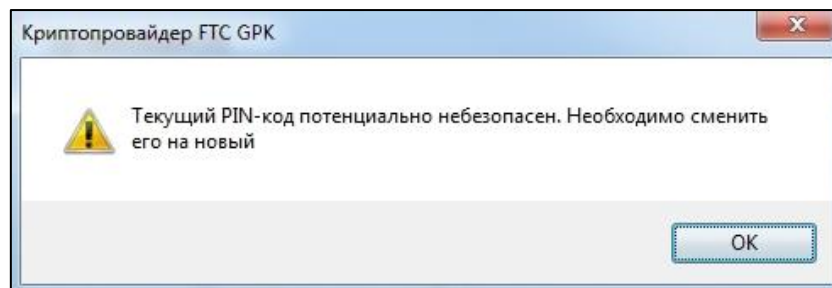 Криптопровайдер FTC GPK
Текущий PIN-код потенциально небезопасен. Необходимо сменить
его на новый
OK